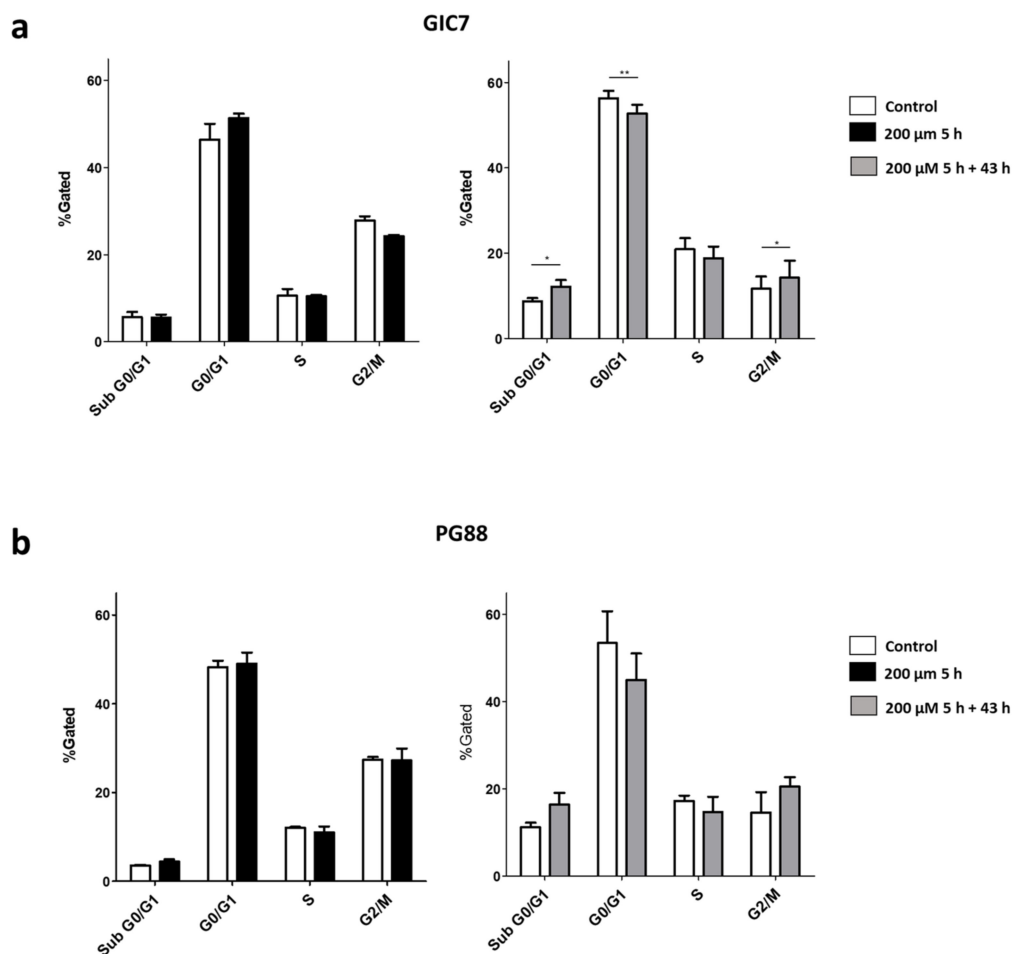 a
GIC7
%Gated
60
40
20
0
Sub G0/G1
G0/G1
S
G2/M
%Gated
60
40
20
0
*
**
*
Sub G0/G1
G0/G1
S
G2/M
Control
200 μm 5 h
200 μM 5 h + 43 h
b
PG88
%Gated
60
40
20
0
Sub G0/G1
G0/G1
S
G2/M
%Gated
60
40
20
0
Sub G0/G1
G0/G1
S
G2/M
Control
200 μm 5 h
200 μM 5 h + 43 h